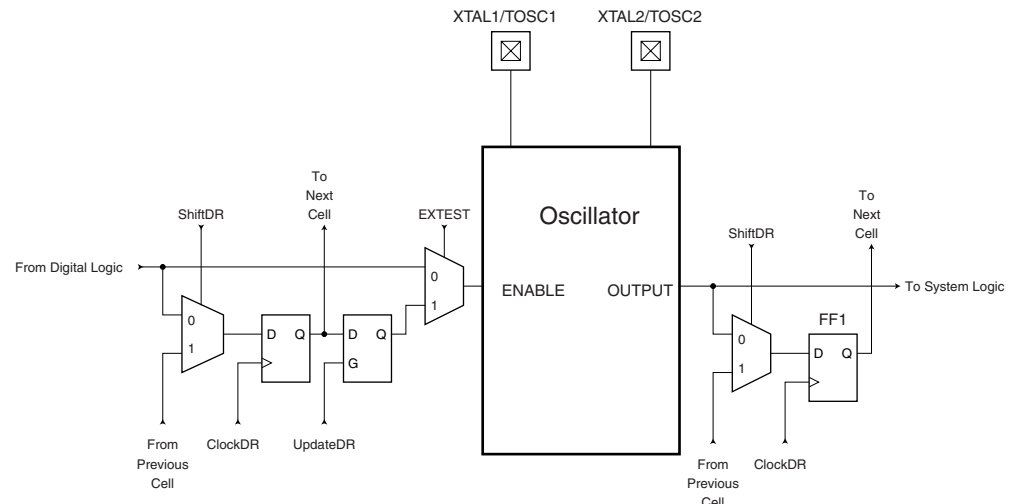 XTAL1/TOSC1
XTAL2/TOSC2
To
Next
Cell
ShiftDR
EXTEST
From Digital Logic
0
1
D Q
D Q
G
0
1
From
Previous
Cell
ClockDR
UpdateDR
Oscillator
ENABLE
OUTPUT
To
Next
Cell
ShiftDR
To System Logic
FF1
0
1
D Q
From
Previous
Cell
ClockDR